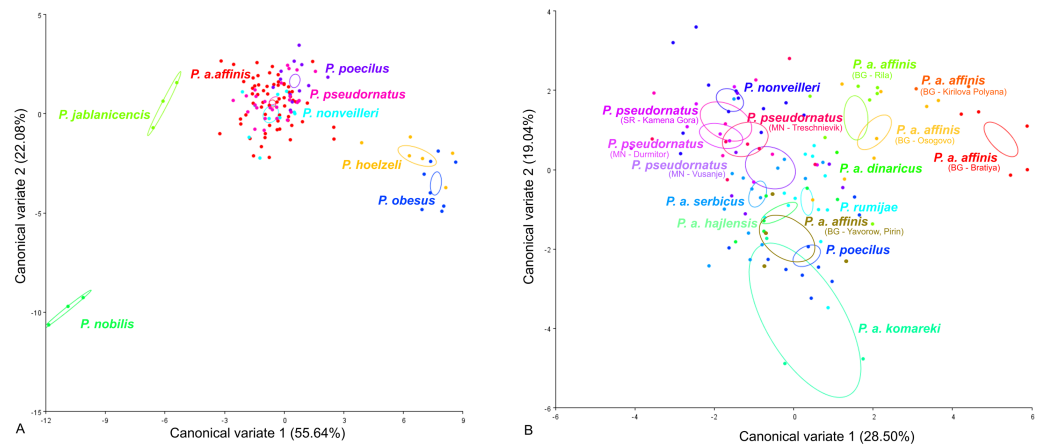 5
0
-5
-10
-15
-12
-9
-6
-3
0
3
6
9
Canonical variate 2 (22.08%)
Canonical variate 1 (55.64%)
A
P. a.affinis
P. poecilus
P. jablanicencis
P. pseudornatus
P. nonveilleri
P. hoelzeli
P. obesus
P. nobilis
4
2
0
-2
-4
-6
-6
-4
-2
0
2
4
6
Canonical variate 2 (19.04%)
Canonical variate 1 (28.50%)
B
P. a. affinis
(BG - Rila)
P. a. affinis
(BG - Kirilova Polyana)
P. nonveilleri
P. pseudornatus
(SR - Kamena Gora)
P. pseudornatus
(MN - Treschnievik)
P. a. affinis
(BG - Osogovo)
P. pseudornatus
(MN - Durmitor)
P. a. affinis
(BG - Bratiya)
P. pseudornatus
(MN - Vusanje)
P. a. dinaricus
P. a. serbicus
P. rumijae
P. a. hajlensis
P. a. affinis
(BG - Yavorow, Pirin)
P. poecilus
P. a. komareki